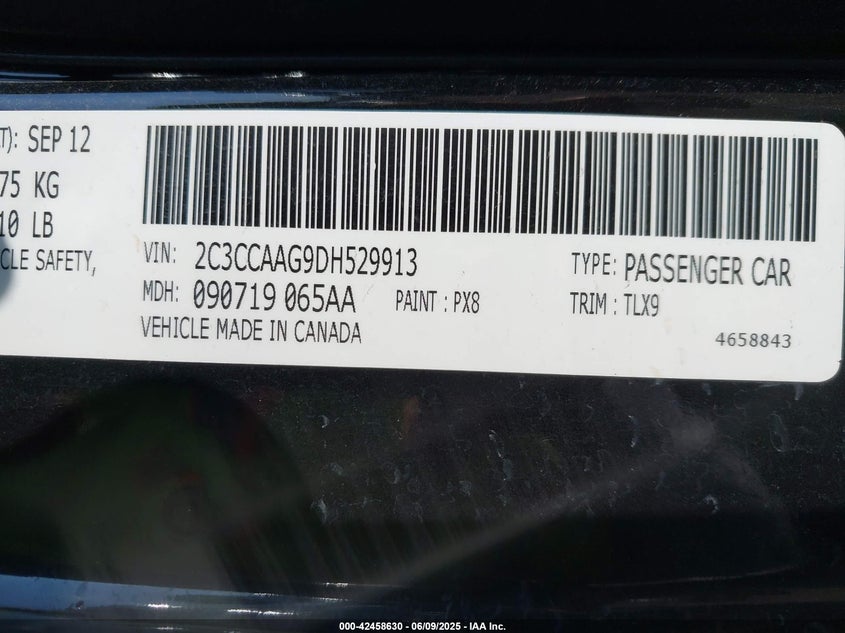 T): SEP 12
75 KG
10 LB
CLE SAFETY,
VIN: 2C3CCAAG9DH529913
TYPE: PASSENGER CAR
MDH: 090719 065AA
PAINT : PX8
TRIM : TLX9
VEHICLE MADE IN CANADA
4658843
000-42458630 - 06/09/2025 - IAA Inc.